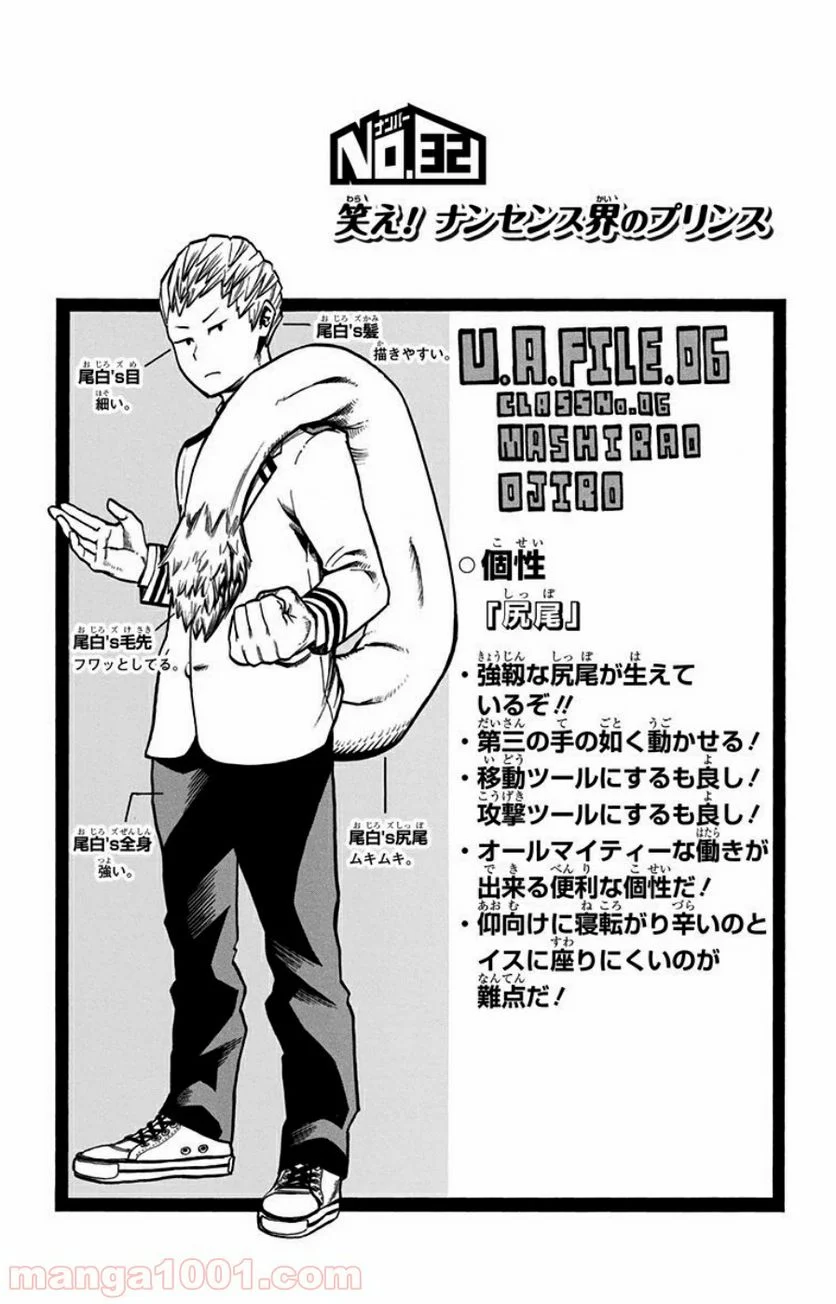 ナンバー
No.32
笑え！ ナンセンス界のプリンス
U.A.FILE.06
CLASSNo.06
MASHIRAO
OJIRO
尾白's髪
描きやすい。
尾白's目
細い。
尾白's毛先
フワッとしてる。
尾白's全身
強い。
尾白's尻尾
ムキムキ。
○個性
『尻尾』
・強靱な尻尾が生えて
いるぞ!!
・第三の手の如く動かせる！
・移動ツールにするも良し！
攻撃ツールにするも良し！
・オールマイティーな働きが
出来る便利な個性だ！
・仰向けに寝転がり辛いのと
イスに座りにくいのが
難点だ！
manga1001.com